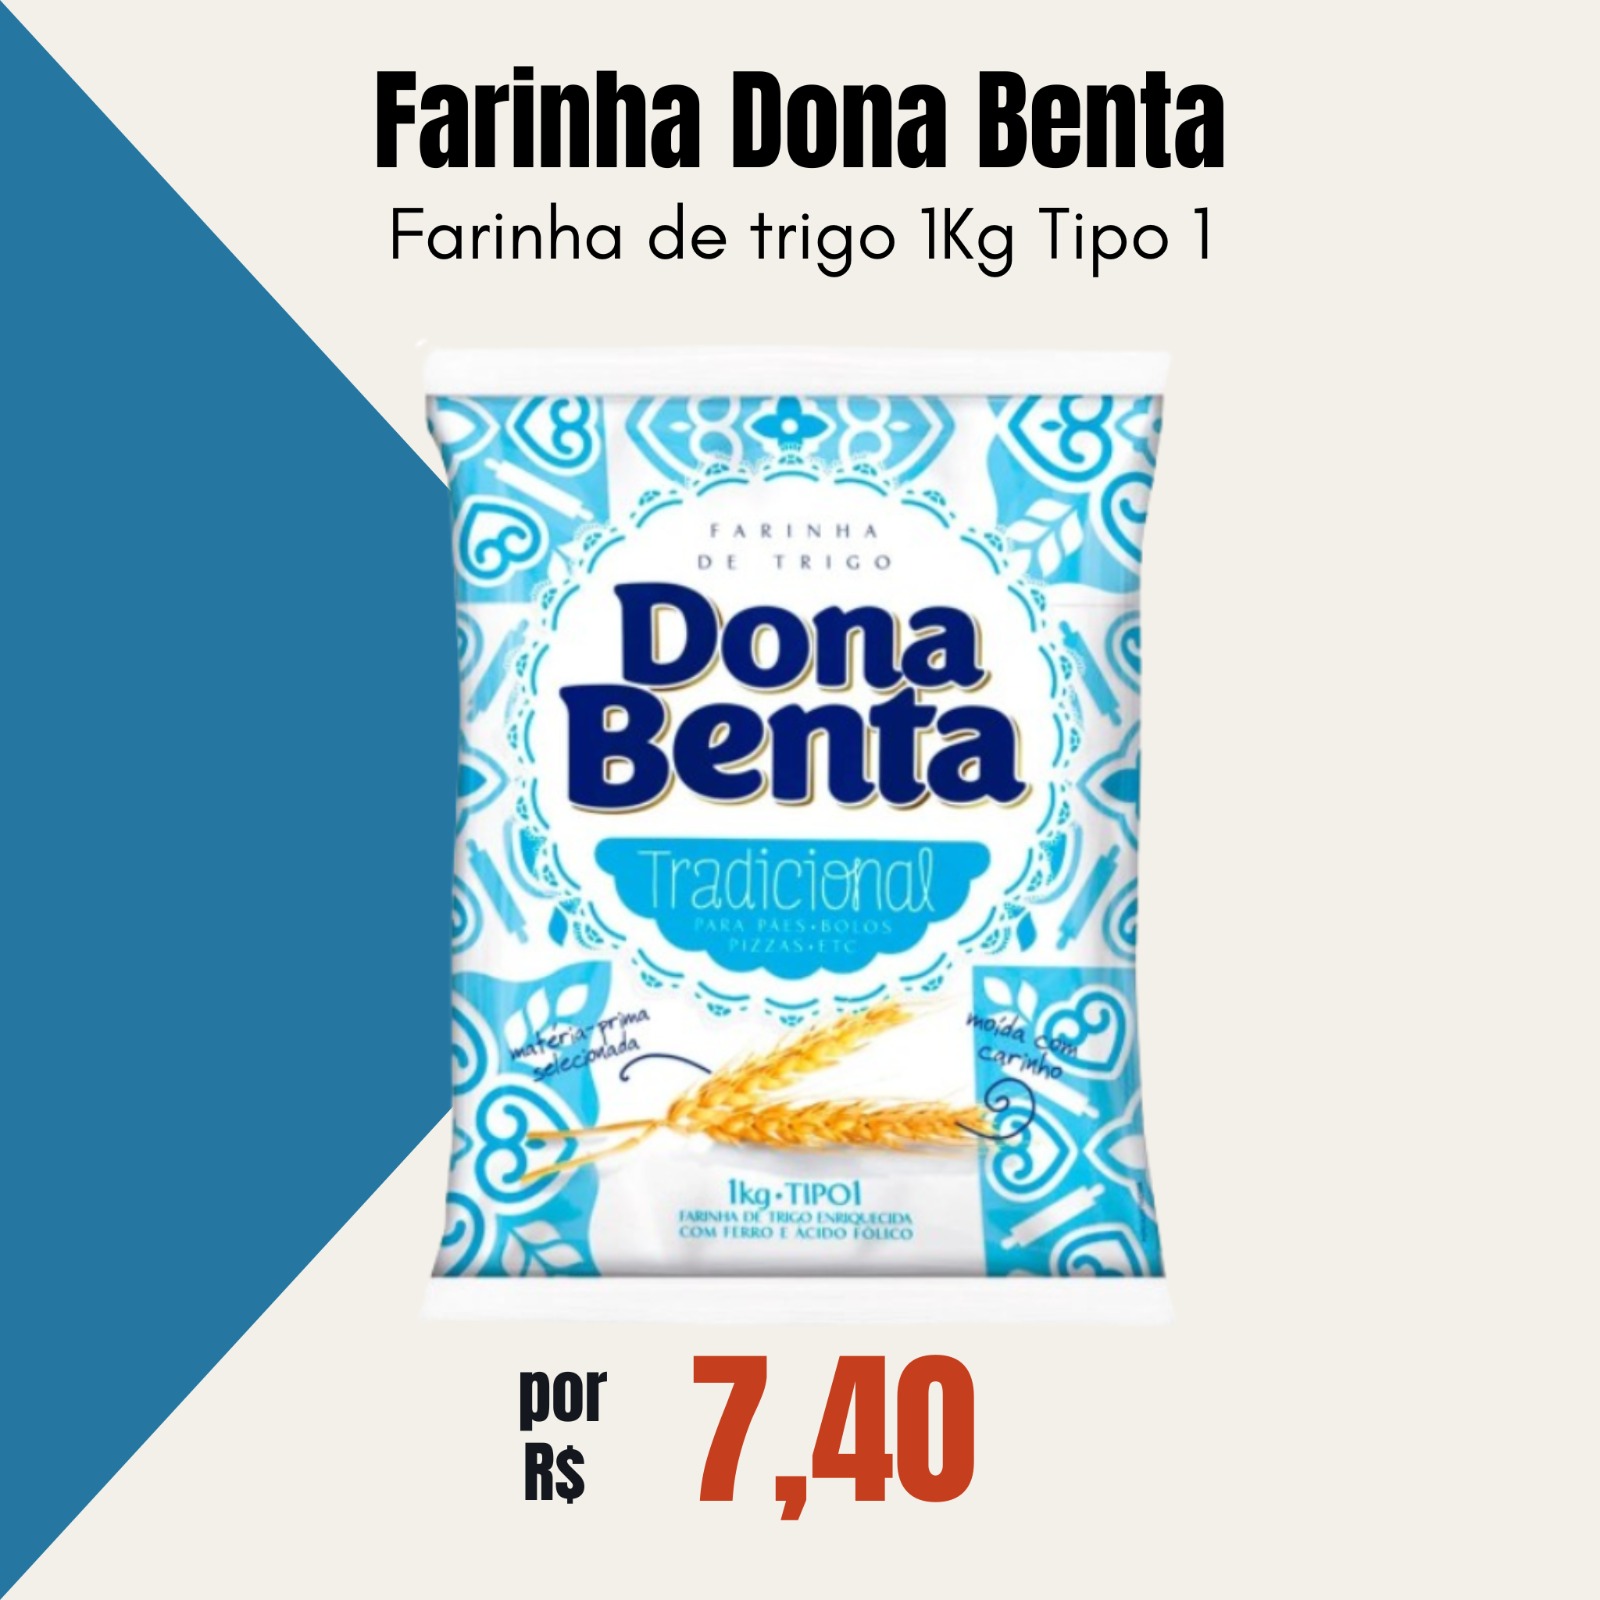 Farinha Dona Benta
Farinha de trigo 1Kg Tipo 1
FARINHA
DE TRIGO
Dona
Benta
Tradicional
PARA PÃES•BOLOS
PIZZAS•ETC
matéria-prima
selecionada
moída com
carinho
1kg•TIPO1
FARINHA DE TRIGO ENRIQUECIDA
COM FERRO E ÁCIDO FÓLICO
por
R$
7,40